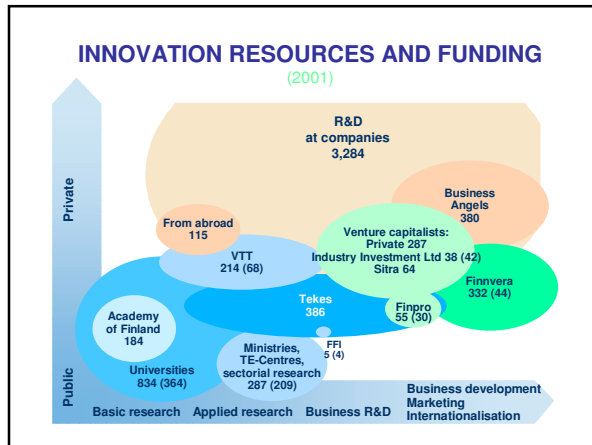 INNOVATION RESOURCES AND FUNDING
(2001)
R&D
at companies
3,284
Business
Angels
380
From abroad
115
Venture capitalists:
Private 287
Industry Investment Ltd 38 (42)
Sitra 64
VTT
214 (68)
Finnvera
332 (44)
Tekes
386
Finpro
55 (30)
Academy
of Finland
184
FFI
5 (4)
Ministries,
TE-Centres,
sectorial research
287 (209)
Universities
834 (364)
Private
Public
Basic research
Applied research
Business R&D
Business development
Marketing
Internationalisation